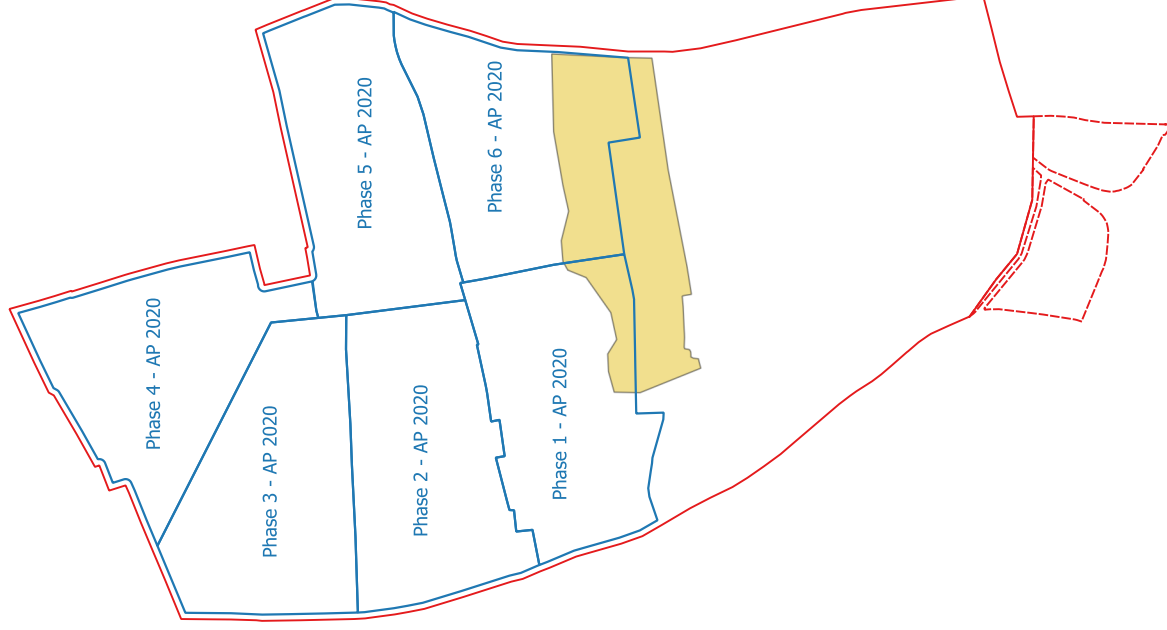 Phase 5 - AP 2020
Phase 6 - AP 2020
Phase 4 - AP 2020
Phase 3 - AP 2020
Phase 2 - AP 2020
Phase 1 - AP 2020